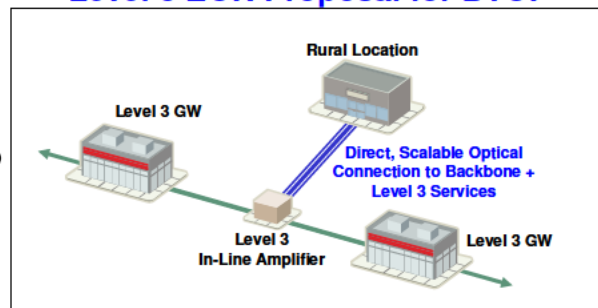 Rural Location
Level 3 GW
Direct, Scalable Optical
Connection to Backbone +
Level 3 Services
Level 3
In-Line Amplifier
Level 3 GW